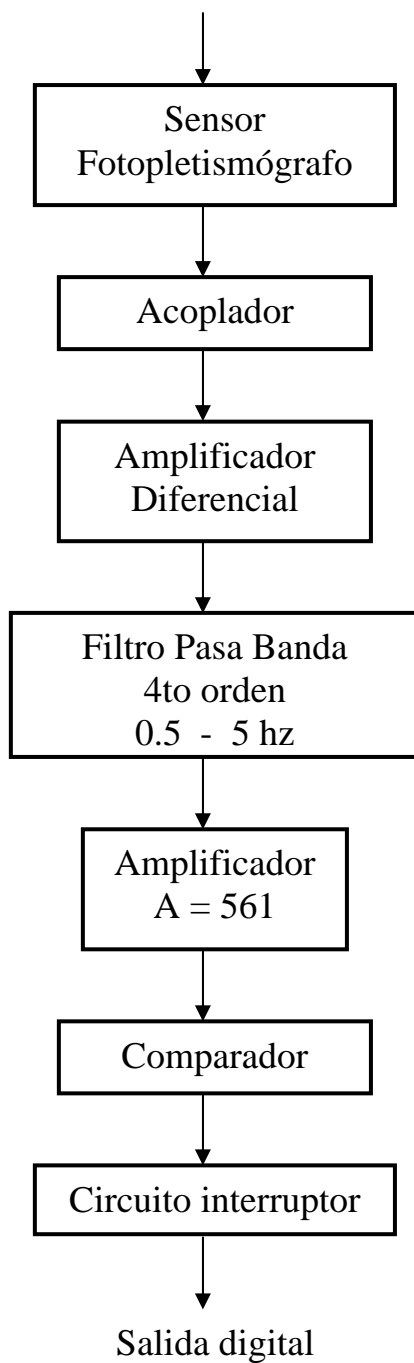 Sensor
Fotopletismógrafo
Acoplador
Amplificador
Diferencial
Filtro Pasa Banda
4to orden
0.5 - 5 hz
Amplificador
A = 561
Comparador
Circuito interruptor
Salida digital